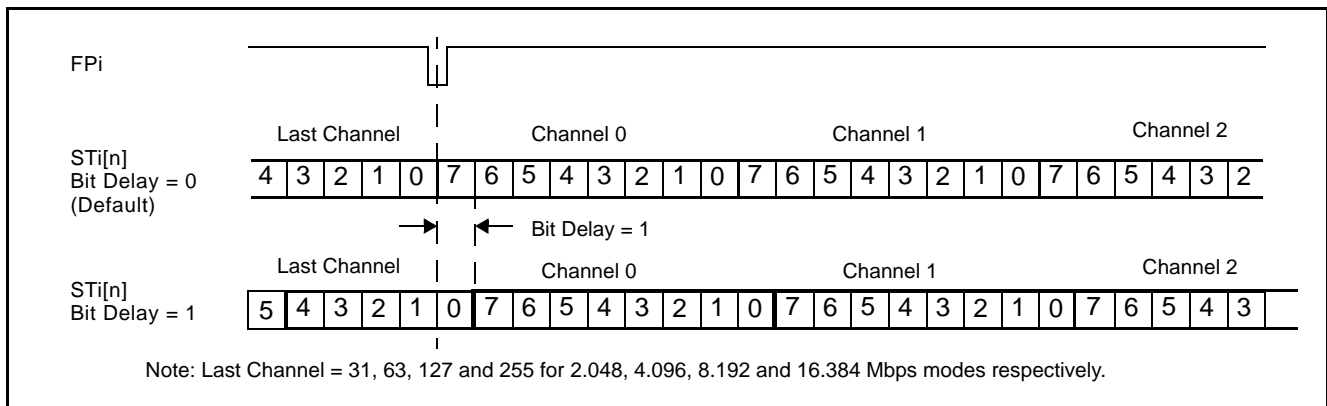 FPi
Last Channel Channel 0 Channel 1 Channel 2
STi[n]
Bit Delay = 0
(Default)
4 3 2 1 0 7 6 5 4 3 2 1 0 7 6 5 4 3 2 1 0 7 6 5 4 3 2
Bit Delay = 1
Last Channel Channel 0 Channel 1 Channel 2
STi[n]
Bit Delay = 1
5 4 3 2 1 0 7 6 5 4 3 2 1 0 7 6 5 4 3 2 1 0 7 6 5 4 3
Note: Last Channel = 31, 63, 127 and 255 for 2.048, 4.096, 8.192 and 16.384 Mbps modes respectively.